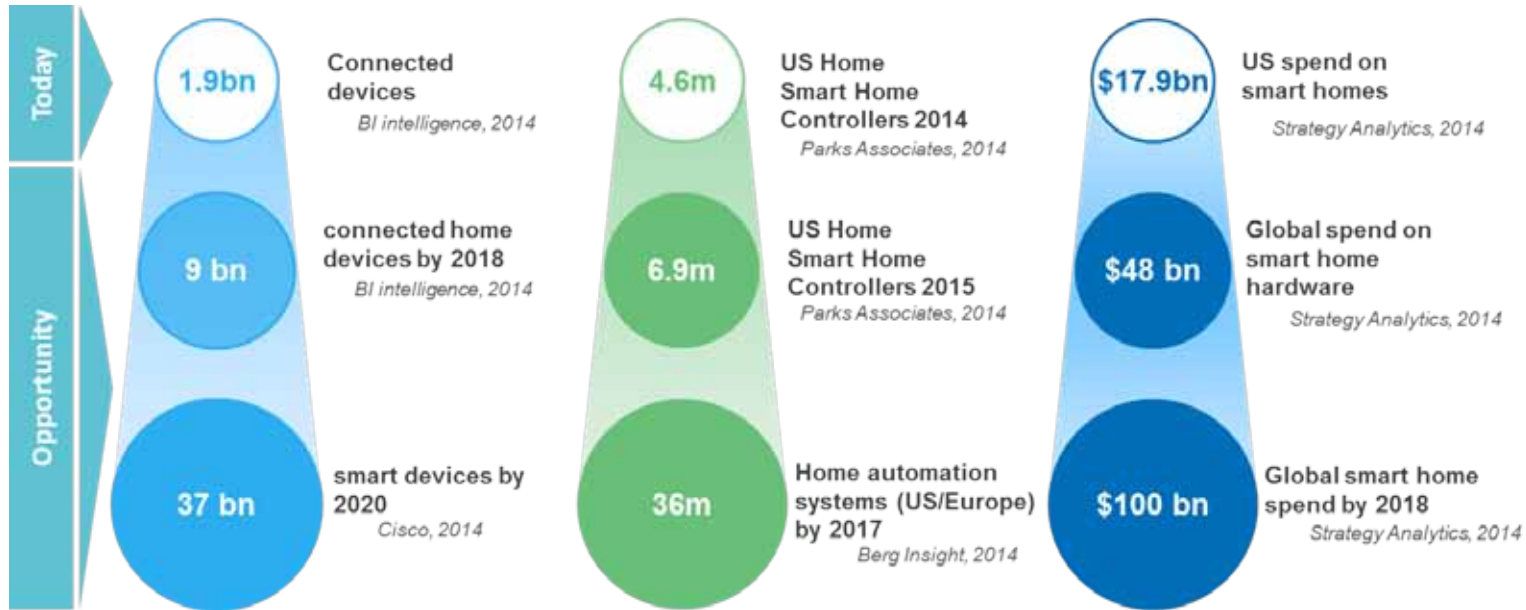 Today
1.9bn
Connected
devices
BI intelligence, 2014
4.6m
US Home
Smart Home
Controllers 2014
Parks Associates, 2014
$17.9bn
US spend on
smart homes
Strategy Analytics, 2014
Opportunity
9 bn
connected home
devices by 2018
BI intelligence, 2014
6.9m
US Home
Smart Home
Controllers 2015
Parks Associates, 2014
$48 bn
Global spend on
smart home
hardware
Strategy Analytics, 2014
37 bn
smart devices by
2020
Cisco, 2014
36m
Home automation
systems (US/Europe)
by 2017
Berg Insight, 2014
$100 bn
Global smart home
spend by 2018
Strategy Analytics, 2014